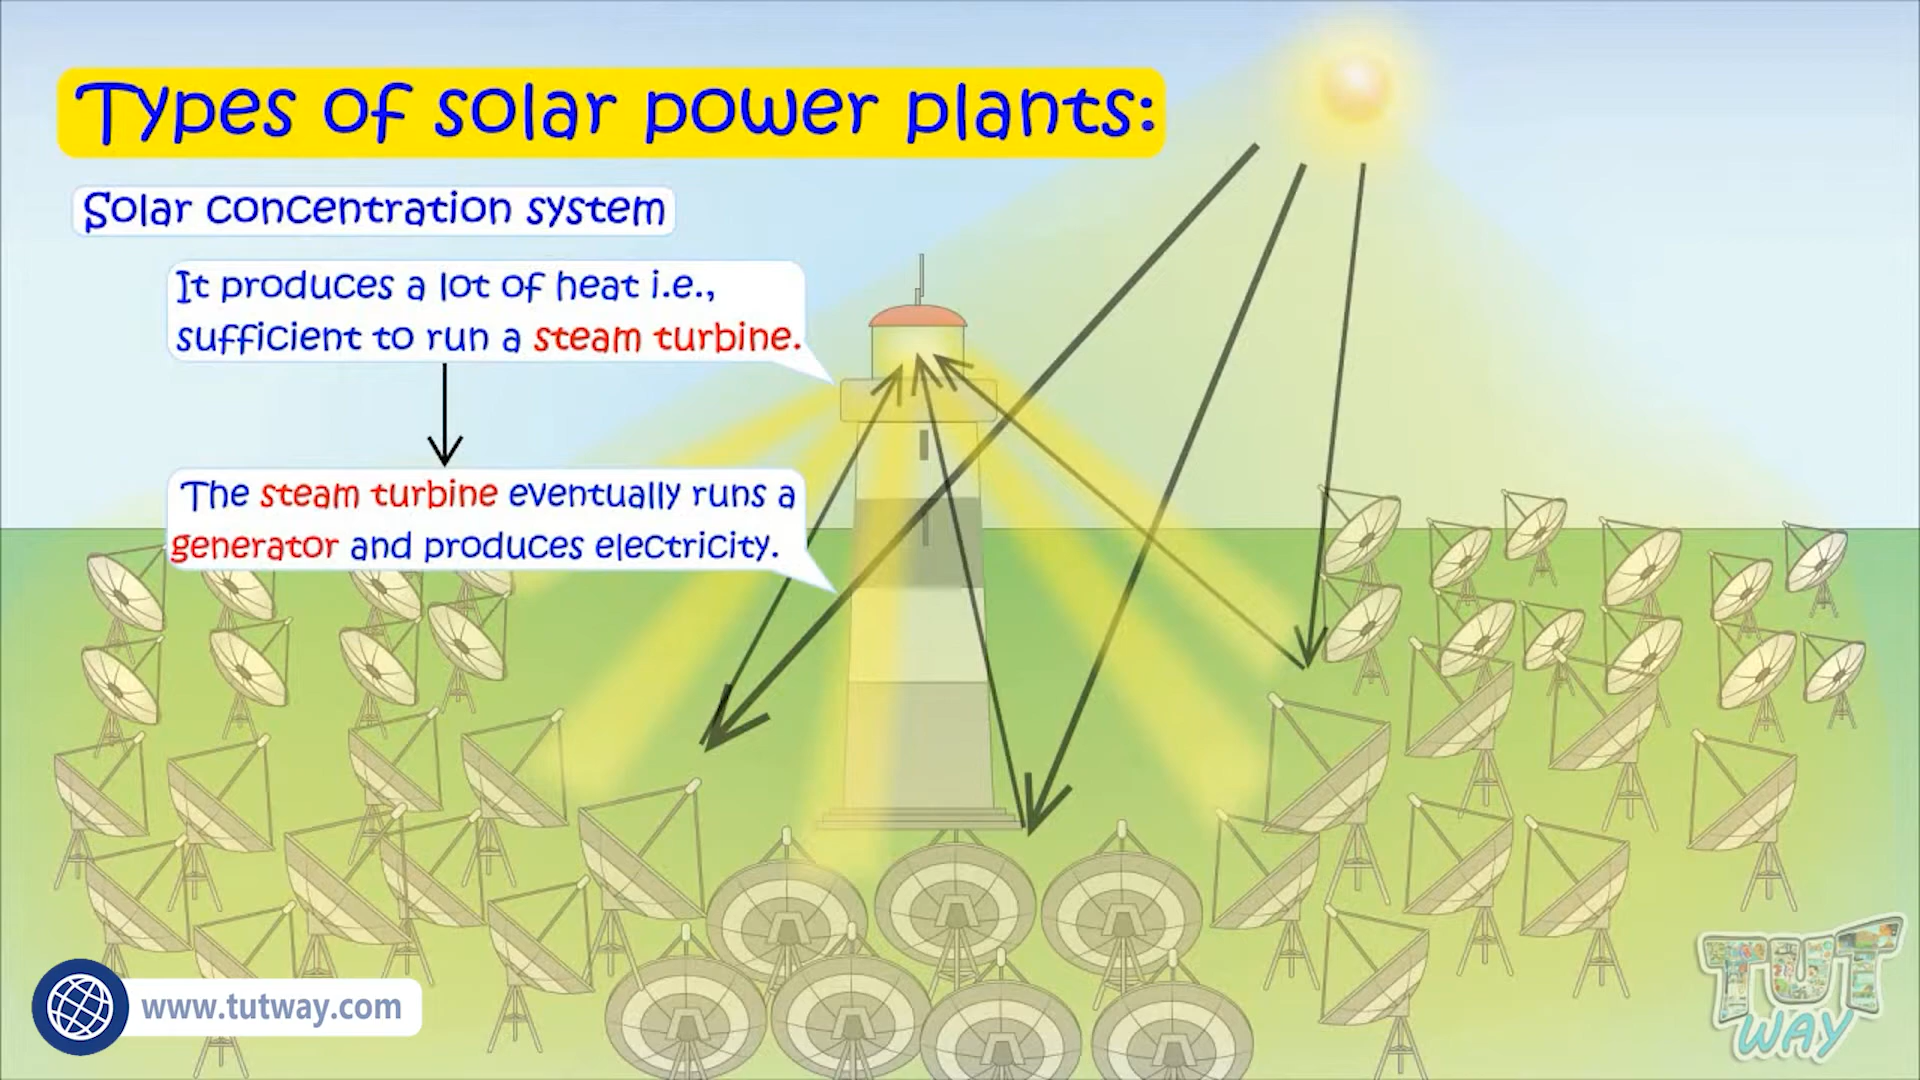 Types of solar power plants:
Solar concentration system
It produces a lot of heat i.e.,
sufficient to run a steam turbine.
The steam turbine eventually runs a
generator and produces electricity.
www.tutway.com
TUT
WAY